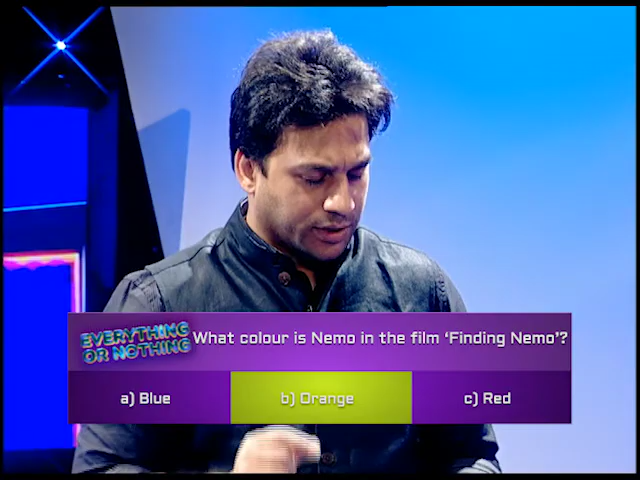 EVERYTHING
OR NOTHING
What colour is Nemo in the film ‘Finding Nemo’?
a) Blue
b) Orange
c) Red